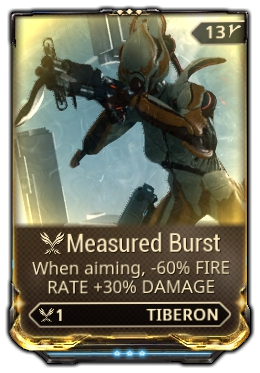 13
Measured Burst
When aiming, -60% FIRE
RATE +30% DAMAGE
1 TIBERON